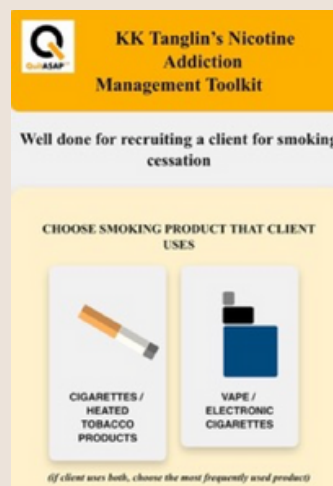 QuitASAP
KK Tanglin's Nicotine
Addiction
Management Toolkit
Well done for recruiting a client for smoking
cessation
CHOOSE SMOKING PRODUCT THAT CLIENT
USES
CIGARETTES /
HEATED
TOBACCO
PRODUCTS
VAPE /
ELECTRONIC
CIGARETTES
(if client uses both, choose the most frequently used product)